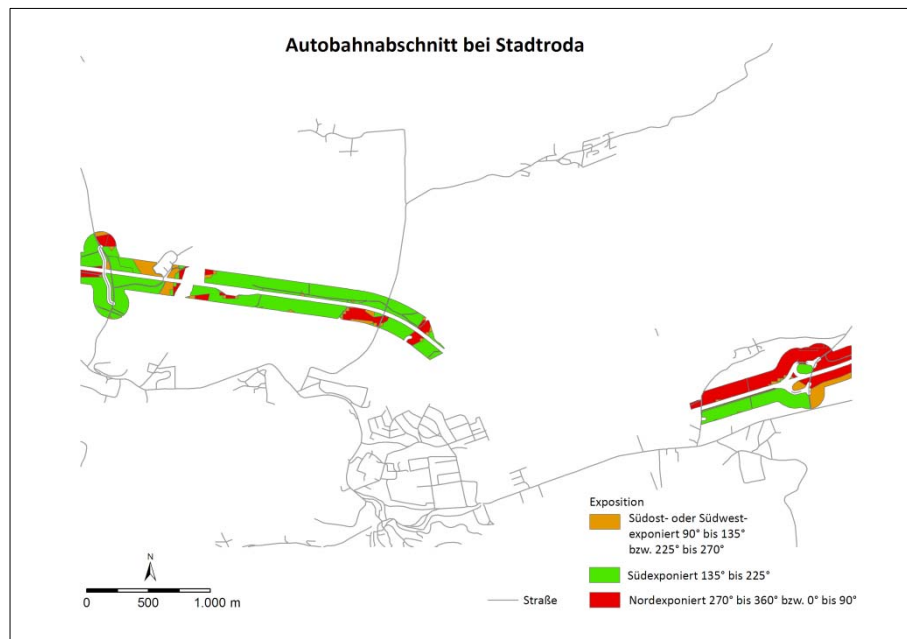 Autobahnabschnitt bei Stadtroda
Exposition
Südost- oder Südwest-
exponiert 90° bis 135°
bzw. 225° bis 270°
Südexponiert 135° bis 225°
Nordexponiert 270° bis 360° bzw. 0° bis 90°
Straße
N
0 500 1.000 m